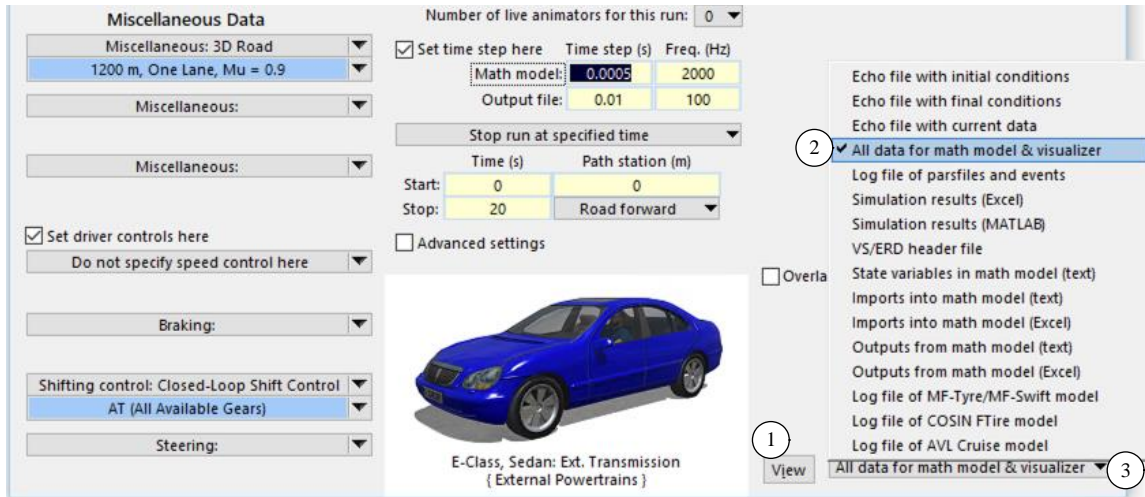 Miscellaneous Data
Miscellaneous: 3D Road
1200 m, One Lane, Mu = 0.9
Miscellaneous:
Miscellaneous:
Set driver controls here
Do not specify speed control here
Braking:
Shifting control: Closed-Loop Shift Control
AT (All Available Gears)
Steering:
Number of live animators for this run: 0
Set time step here Time step (s) Freq. (Hz)
Math model: 0.0005 2000
Output file: 0.01 100
Stop run at specified time
Time (s) Path station (m)
Start: 0 0
Stop: 20 Road forward
Advanced settings
E-Class, Sedan: Ext. Transmission
{ External Powertrains }
Overla
Echo file with initial conditions
Echo file with final conditions
Echo file with current data
2 All data for math model & visualizer
Log file of parsfiles and events
Simulation results (Excel)
Simulation results (MATLAB)
VS/ERD header file
State variables in math model (text)
Imports into math model (text)
Imports into math model (Excel)
Outputs from math model (text)
Outputs from math model (Excel)
Log file of MF-Tyre/MF-Swift model
Log file of COSIN FTire model
Log file of AVL Cruise model
1
View All data for math model & visualizer 3